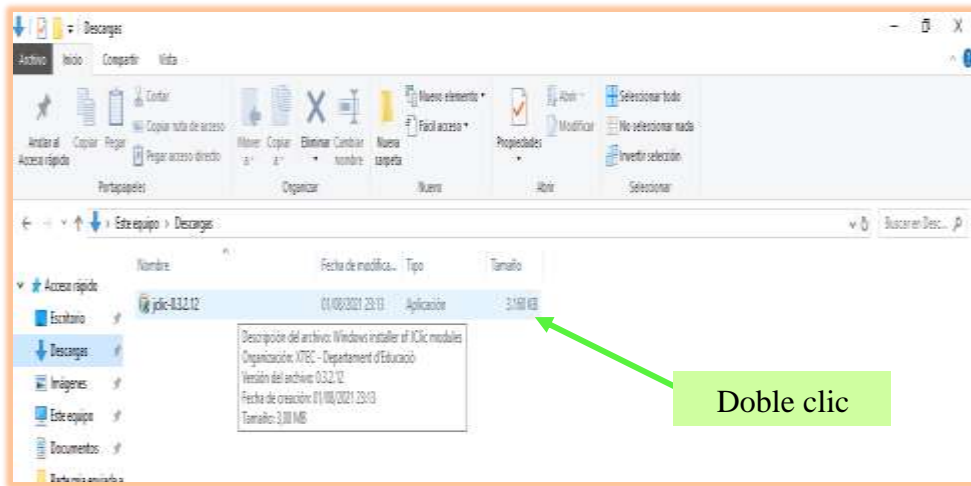 Descargas
Archivo Inicio Compartir Vista
Anclar al Acceso rápido
Copiar
Pegar
Cortar
Copiar ruta de acceso
Pegar acceso directo
Portapapeles
Mover a
Copiar a
Eliminar
Cambiar nombre
Organizar
Nueva carpeta
Nuevo elemento
Fácil acceso
Nuevo
Propiedades
Abrir
Modificar
Abrir
Seleccionar todo
No seleccionar nada
Invertir selección
Seleccionar
Este equipo > Descargas
Buscar en Desc...
Nombre Fecha de modifica... Tipo Tamaño
jclic-0.3.2.12 01/08/2021 23:13 Aplicación 3.160 KB
Descripción del archivo: Windows installer of JClic modules
Organización: XTEC - Departament d'Educació
Versión del archivo: 0.3.2.12
Fecha de creación: 01/08/2021 23:13
Tamaño: 3,08 MB
Acceso rápido
Escritorio
Descargas
Imágenes
Este equipo
Documentos
Doble clic